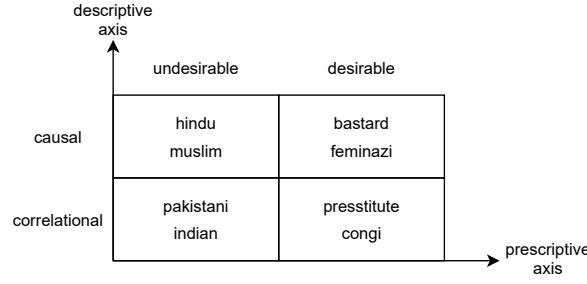 descriptive
axis
undesirable desirable
causal hindu bastard
muslim feminazi
correlational pakistani presstitute
indian congi
prescriptive
axis